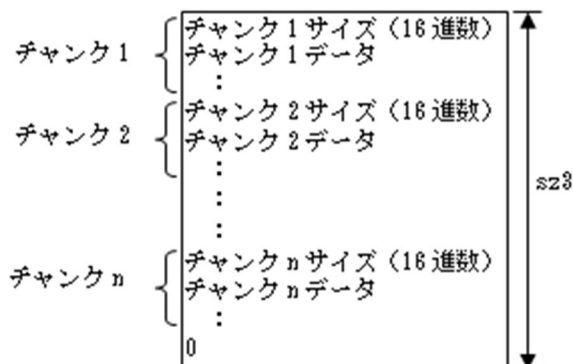 チャンク1
チャンク1サイズ（16進数）
チャンク1データ
：
チャンク2
チャンク2サイズ（16進数）
チャンク2データ
：
：
：
sz3
チャンクn
チャンクnサイズ（16進数）
チャンクnデータ
：
0